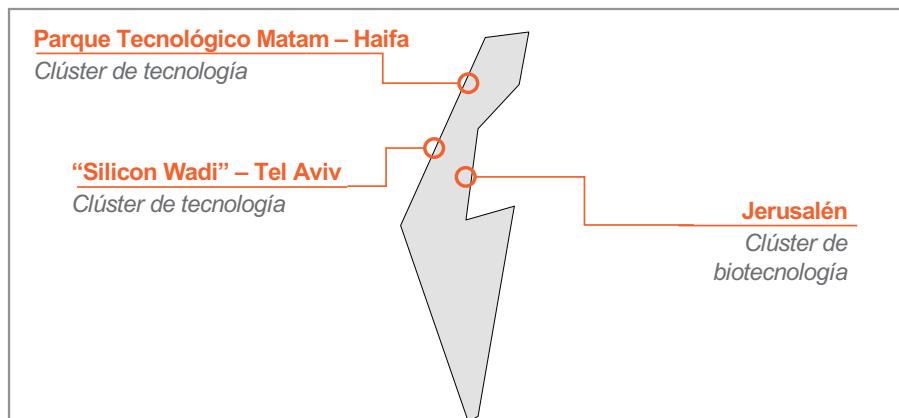 Parque Tecnológico Matam – Haifa
Clúster de tecnología
“Silicon Wadi” – Tel Aviv
Clúster de tecnología
Jerusalén
Clúster de
biotecnología